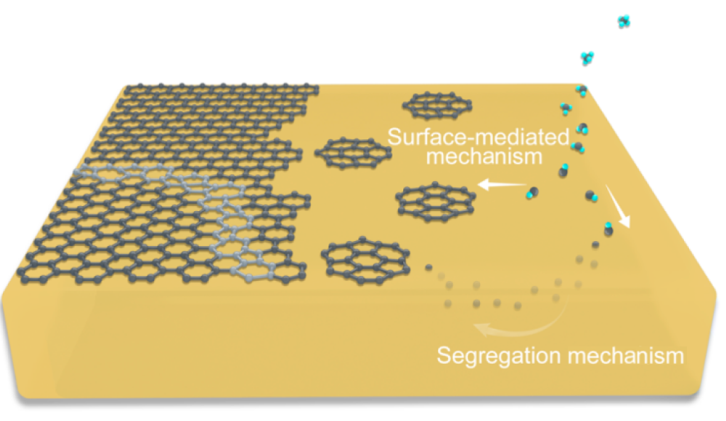 Surface-mediated
mechanism
Segregation mechanism